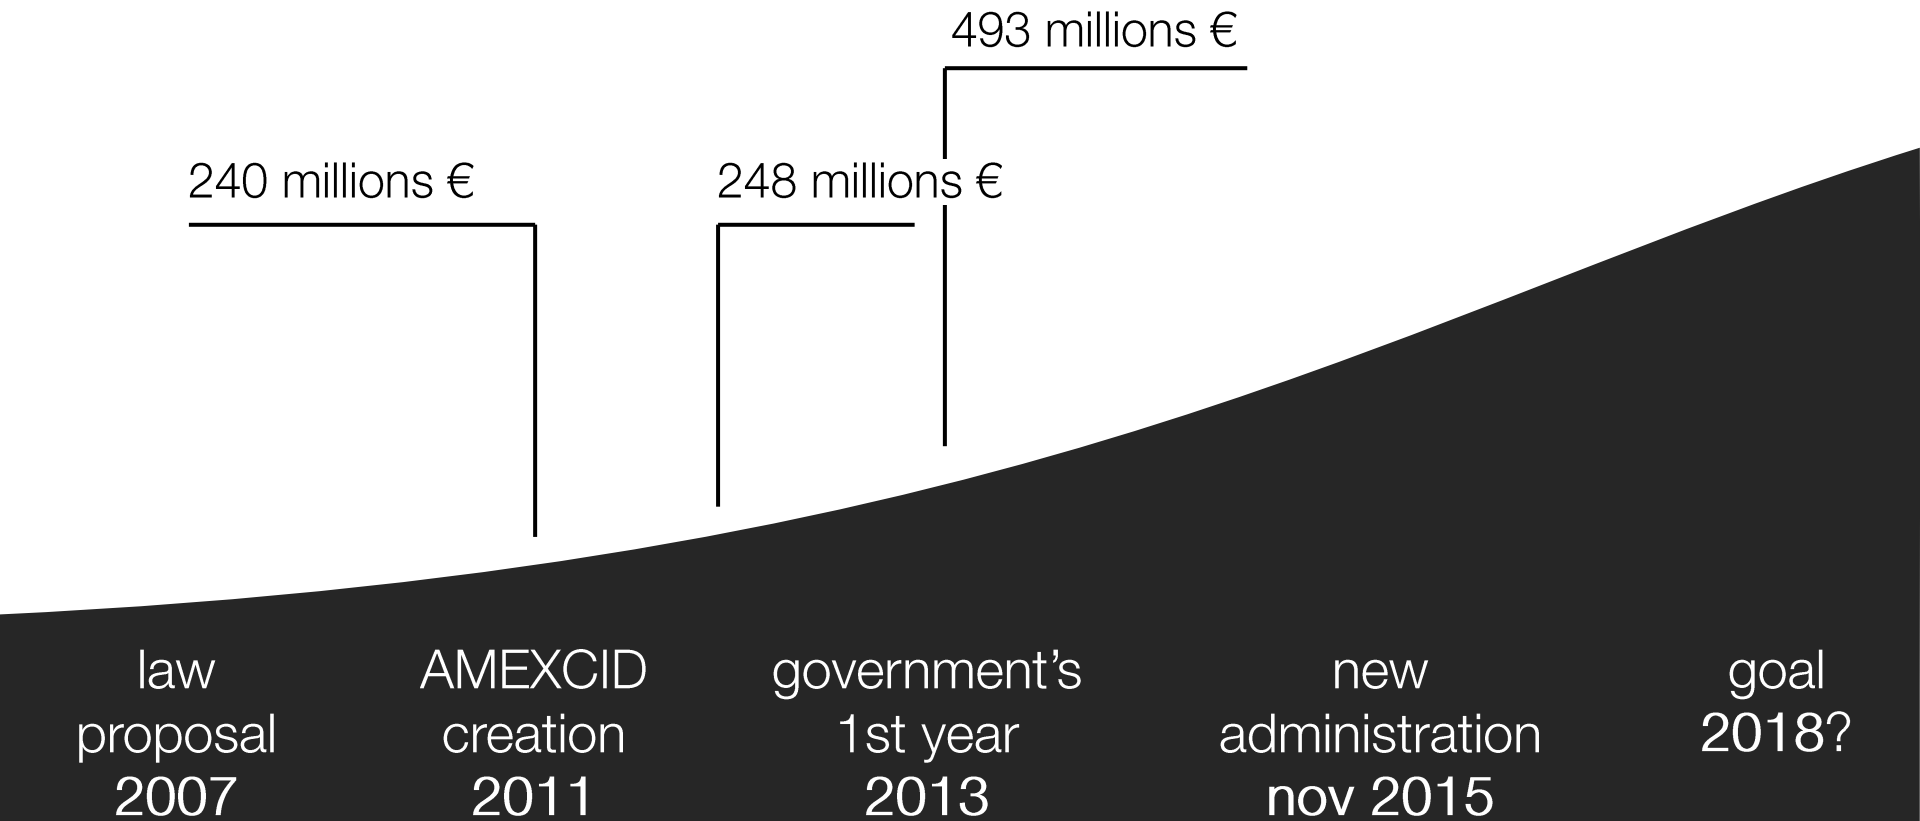 493 millions €
240 millions €
248 millions €
law
proposal
2007
AMEXCID
creation
2011
government’s
1st year
2013
new
administration
nov 2015
goal
2018?